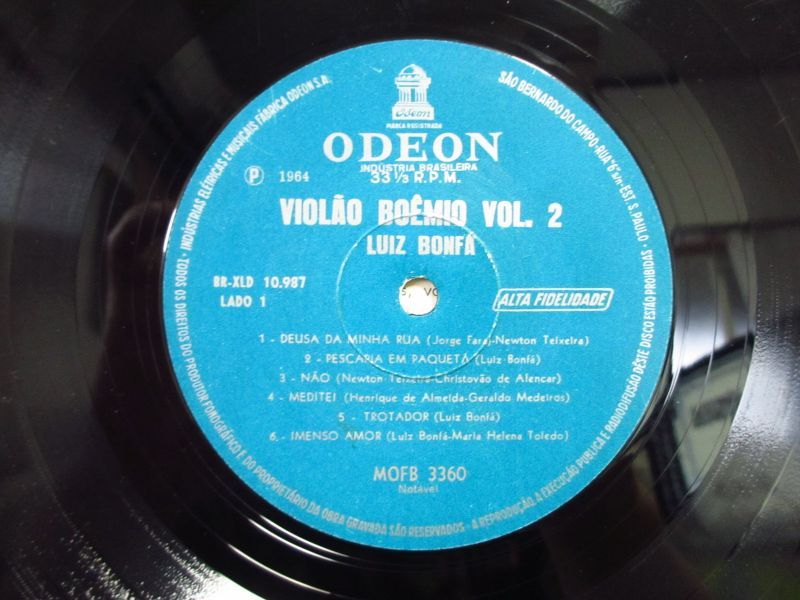 Odeon
MARCA REGISTRADA
ODEON
INDÚSTRIA BRASILEIRA
33 1/3 R.P.M.
Ⓟ 1964
VIOLÃO BOÊMIO VOL. 2
LUIZ BONFÁ
BR-XLD 10.987
LADO 1
ALTA FIDELIDADE
1 - DEUSA DA MINHA RUA (Jorge Faraj-Newton Teixeira)
2 - PESCARIA EM PAQUETÁ (Luiz Bonfá)
3 - NÃO (Newton Teixeira-Christovão de Alencar)
4 - MEDITEI (Henrique de Almeida-Geraldo Medeiros)
5 - TROTADOR (Luiz Bonfá)
6 - IMENSO AMOR (Luiz Bonfá-Maria Helena Toledo)
MOFB 3360
Notável
INDÚSTRIAS ELÉTRICAS E MUSICAIS FÁBRICA ODEON S.A. SÃO BERNARDO DO CAMPO-RUA "6" s/n-EST. S. PAULO
• TODOS OS DIREITOS DO PRODUTOR FONOGRÁFICO E DO PROPRIETÁRIO DA OBRA GRAVADA SÃO RESERVADOS - A REPRODUÇÃO, A EXECUÇÃO PÚBLICA E RADIODIFUSÃO DÊSTE DISCO ESTÃO PROIBIDAS •